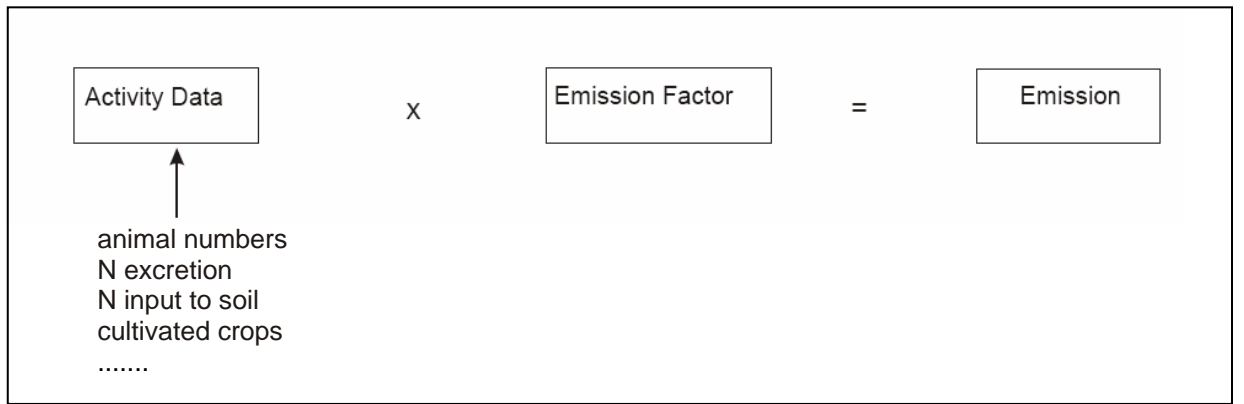 Activity Data x Emission Factor = Emission
animal numbers
N excretion
N input to soil
cultivated crops
.......